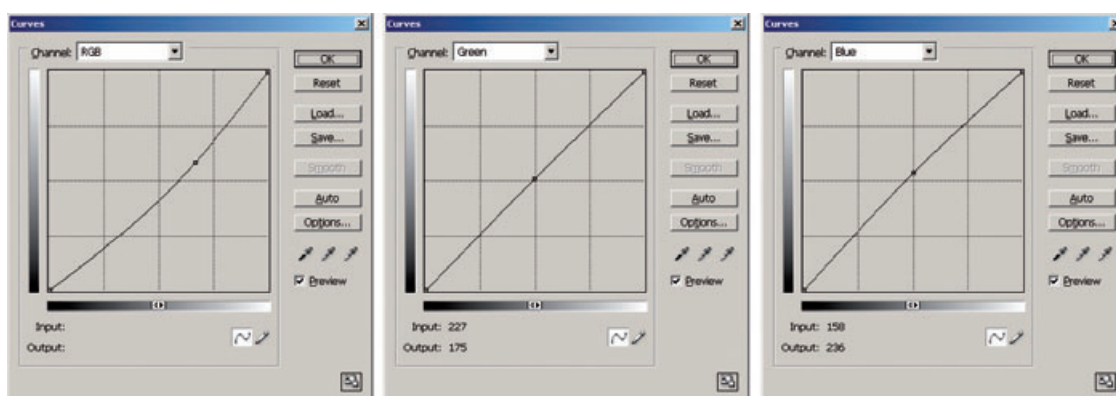 Curves
Channel: RGB
OK
Reset
Load...
Save...
Smooth
Auto
Options...
Preview
Input:
Output:
Curves
Channel: Green
OK
Reset
Load...
Save...
Smooth
Auto
Options...
Preview
Input: 227
Output: 175
Curves
Channel: Blue
OK
Reset
Load...
Save...
Smooth
Auto
Options...
Preview
Input: 158
Output: 236